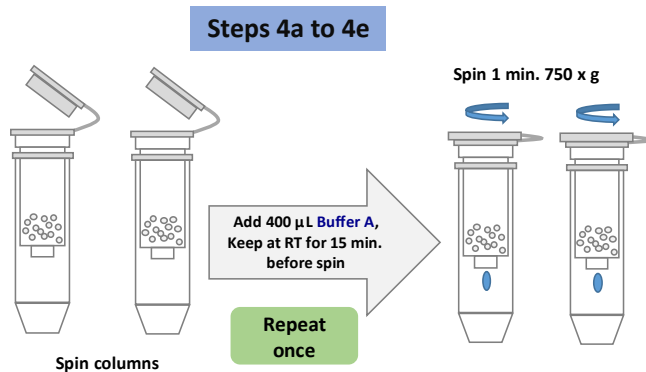 Steps 4a to 4e
Spin 1 min. 750 x g
Add 400 µL Buffer A,
Keep at RT for 15 min.
before spin
Repeat
once
Spin columns